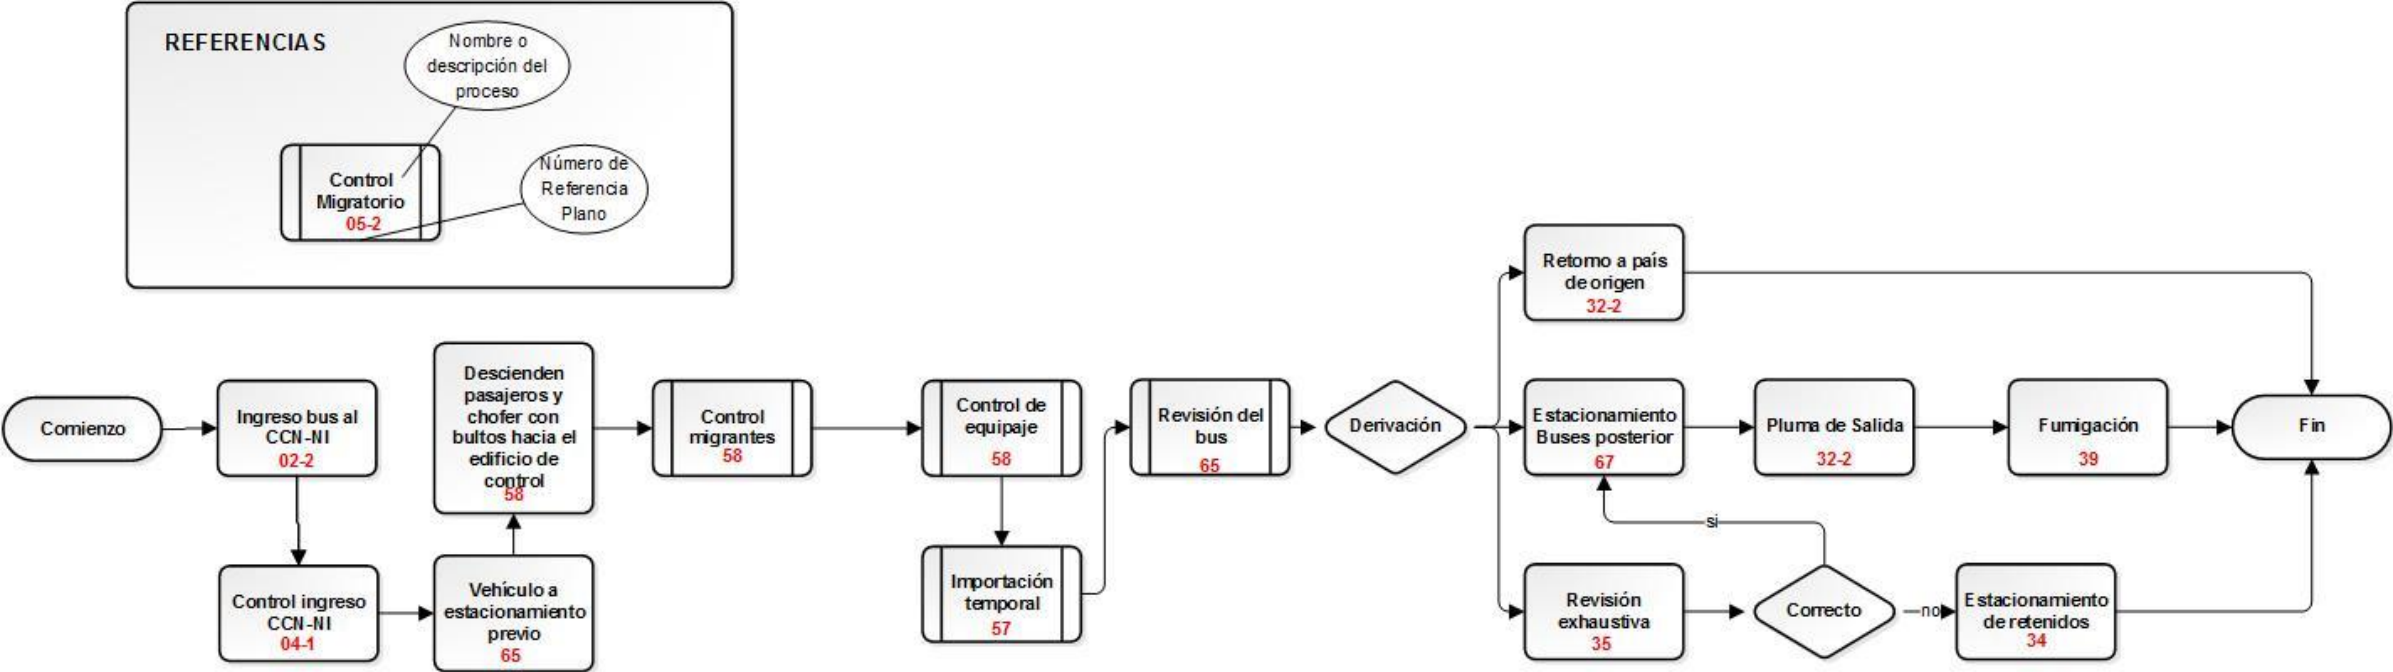 REFERENCIAS
Nombre o
descripción del
proceso
Control
Migratorio
05-2
Número de
Referencia
Plano
Comienzo
Ingreso bus al
CCN-NI
02-2
Control ingreso
CCN-NI
04-1
Vehículo a
estacionamiento
previo
65
Descienden
pasajeros y
chofer con
bultos hacia el
edificio de
control
58
Control
migrantes
58
Control de
equipaje
58
Importación
temporal
57
Revisión del
bus
65
Derivación
Retorno a país
de origen
32-2
Estacionamiento
Buses posterior
67
Pluma de Salida
32-2
Fumigación
39
Fin
si
Revisión
exhaustiva
35
Correcto
no
Estacionamiento
de retenidos
34